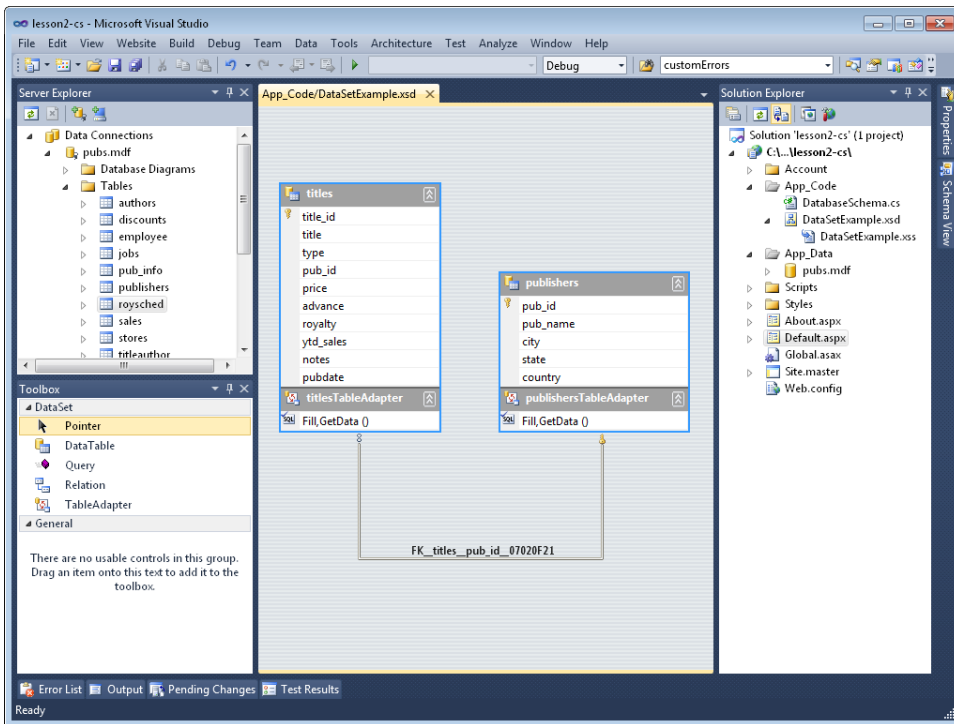 lesson2-cs - Microsoft Visual Studio
File Edit View Website Build Debug Team Data Tools Architecture Test Analyze Window Help
Debug customErrors
Server Explorer
Data Connections
pubs.mdf
Database Diagrams
Tables
authors
discounts
employee
jobs
pub_info
publishers
roysched
sales
stores
titleauthor
Toolbox
DataSet
Pointer
DataTable
Query
Relation
TableAdapter
General
There are no usable controls in this group.
Drag an item onto this text to add it to the
toolbox.
App_Code/DataSetExample.xsd
titles
title_id
title
type
pub_id
price
advance
royalty
ytd_sales
notes
pubdate
titlesTableAdapter
SQL Fill,GetData ()
publishers
pub_id
pub_name
city
state
country
publishersTableAdapter
SQL Fill,GetData ()
FK__titles__pub_id__07020F21
Solution Explorer
Solution 'lesson2-cs' (1 project)
C:\...\lesson2-cs\
Account
App_Code
DatabaseSchema.cs
DataSetExample.xsd
DataSetExample.xss
App_Data
pubs.mdf
Scripts
Styles
About.aspx
Default.aspx
Global.asax
Site.master
Web.config
Properties
Schema View
Error List Output Pending Changes Test Results
Ready